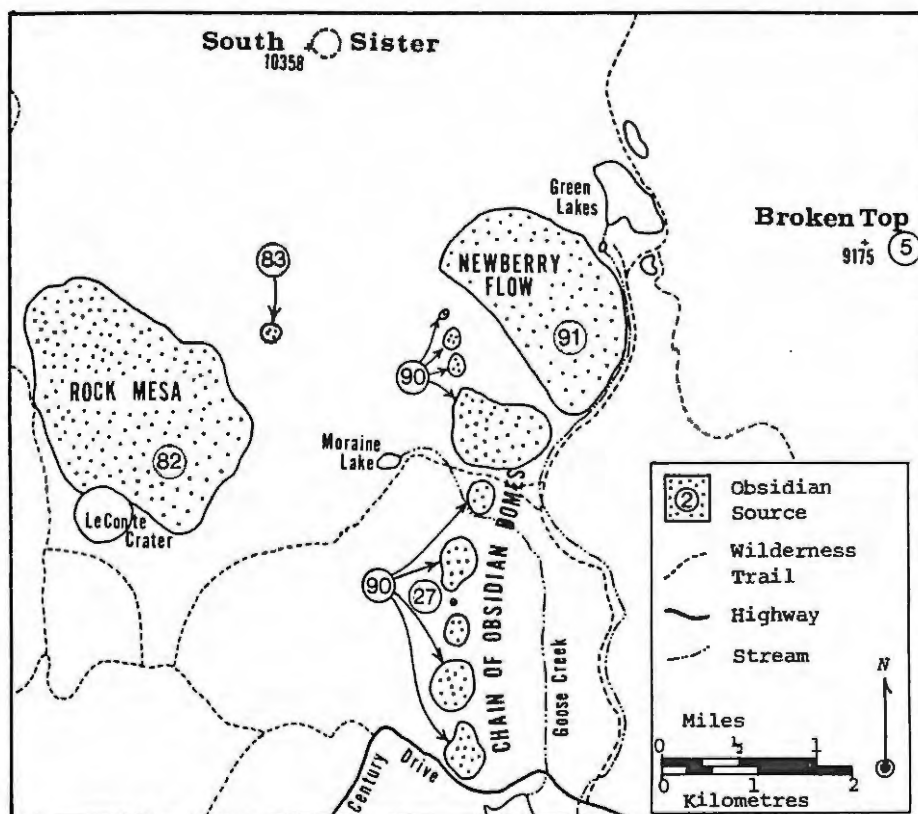 South Sister
10358
Green
Lakes
Broken Top
9175
5
83
NEWBERRY
FLOW
91
90
ROCK MESA
82
Moraine
Lake
LeConte
Crater
90
27
CHAIN OF OBSIDIAN DOMES
Goose Creek
Century Drive
2
Obsidian
Source
Wilderness
Trail
Highway
Stream
N
Miles
0 ½ 1
0 1 2
Kilometres